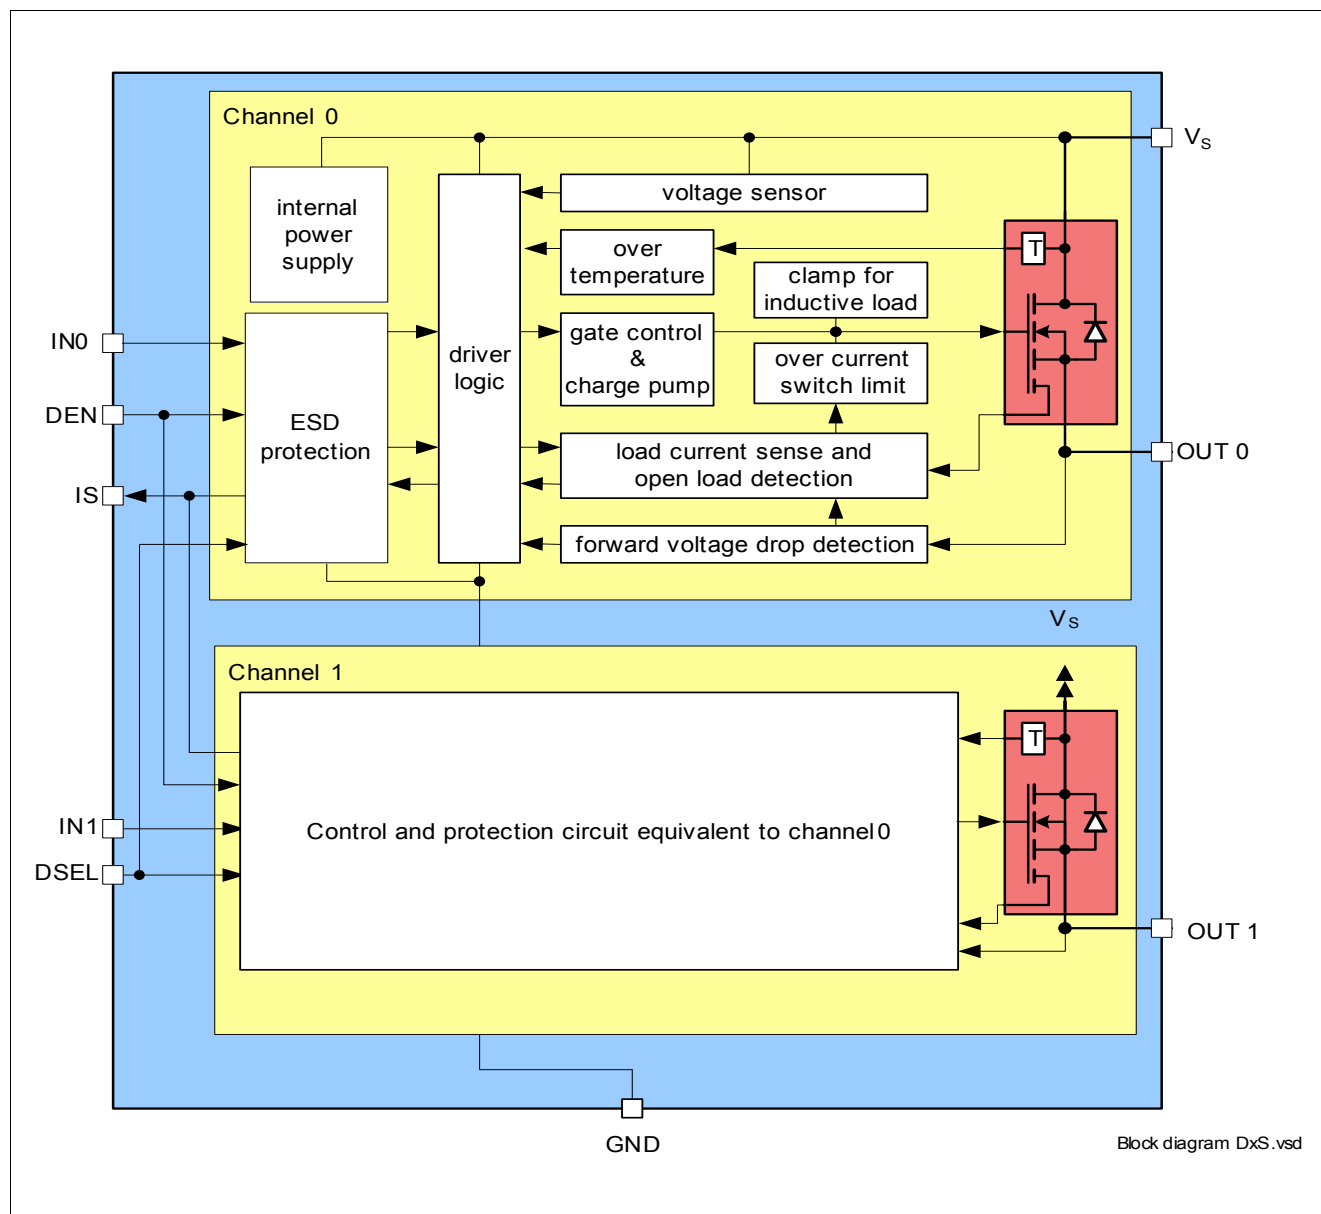 Channel 0
VS
internal
power
supply
voltage sensor
over
temperature
T
clamp for
inductive load
IN0
driver
logic
gate control
&
charge pump
over current
switch limit
DEN
ESD
protection
load current sense and
open load detection
OUT 0
IS
forward voltage drop detection
VS
Channel 1
T
IN1
Control and protection circuit equivalent to channel 0
DSEL
OUT 1
GND
Block diagram DxS.vsd